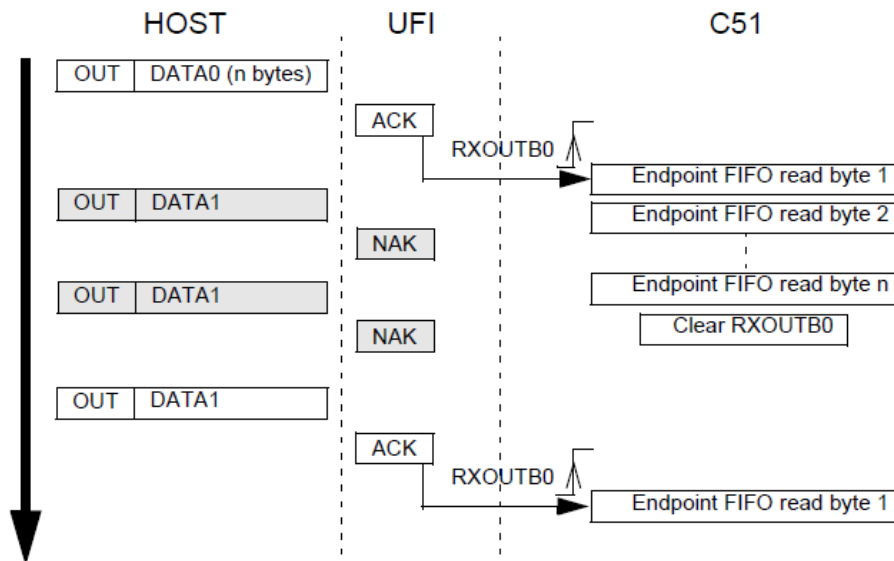 HOST UFI C51
OUT DATA0 (n bytes)
ACK
RXOUTB0
Endpoint FIFO read byte 1
OUT DATA1
Endpoint FIFO read byte 2
NAK
OUT DATA1
Endpoint FIFO read byte n
NAK
Clear RXOUTB0
OUT DATA1
ACK
RXOUTB0
Endpoint FIFO read byte 1